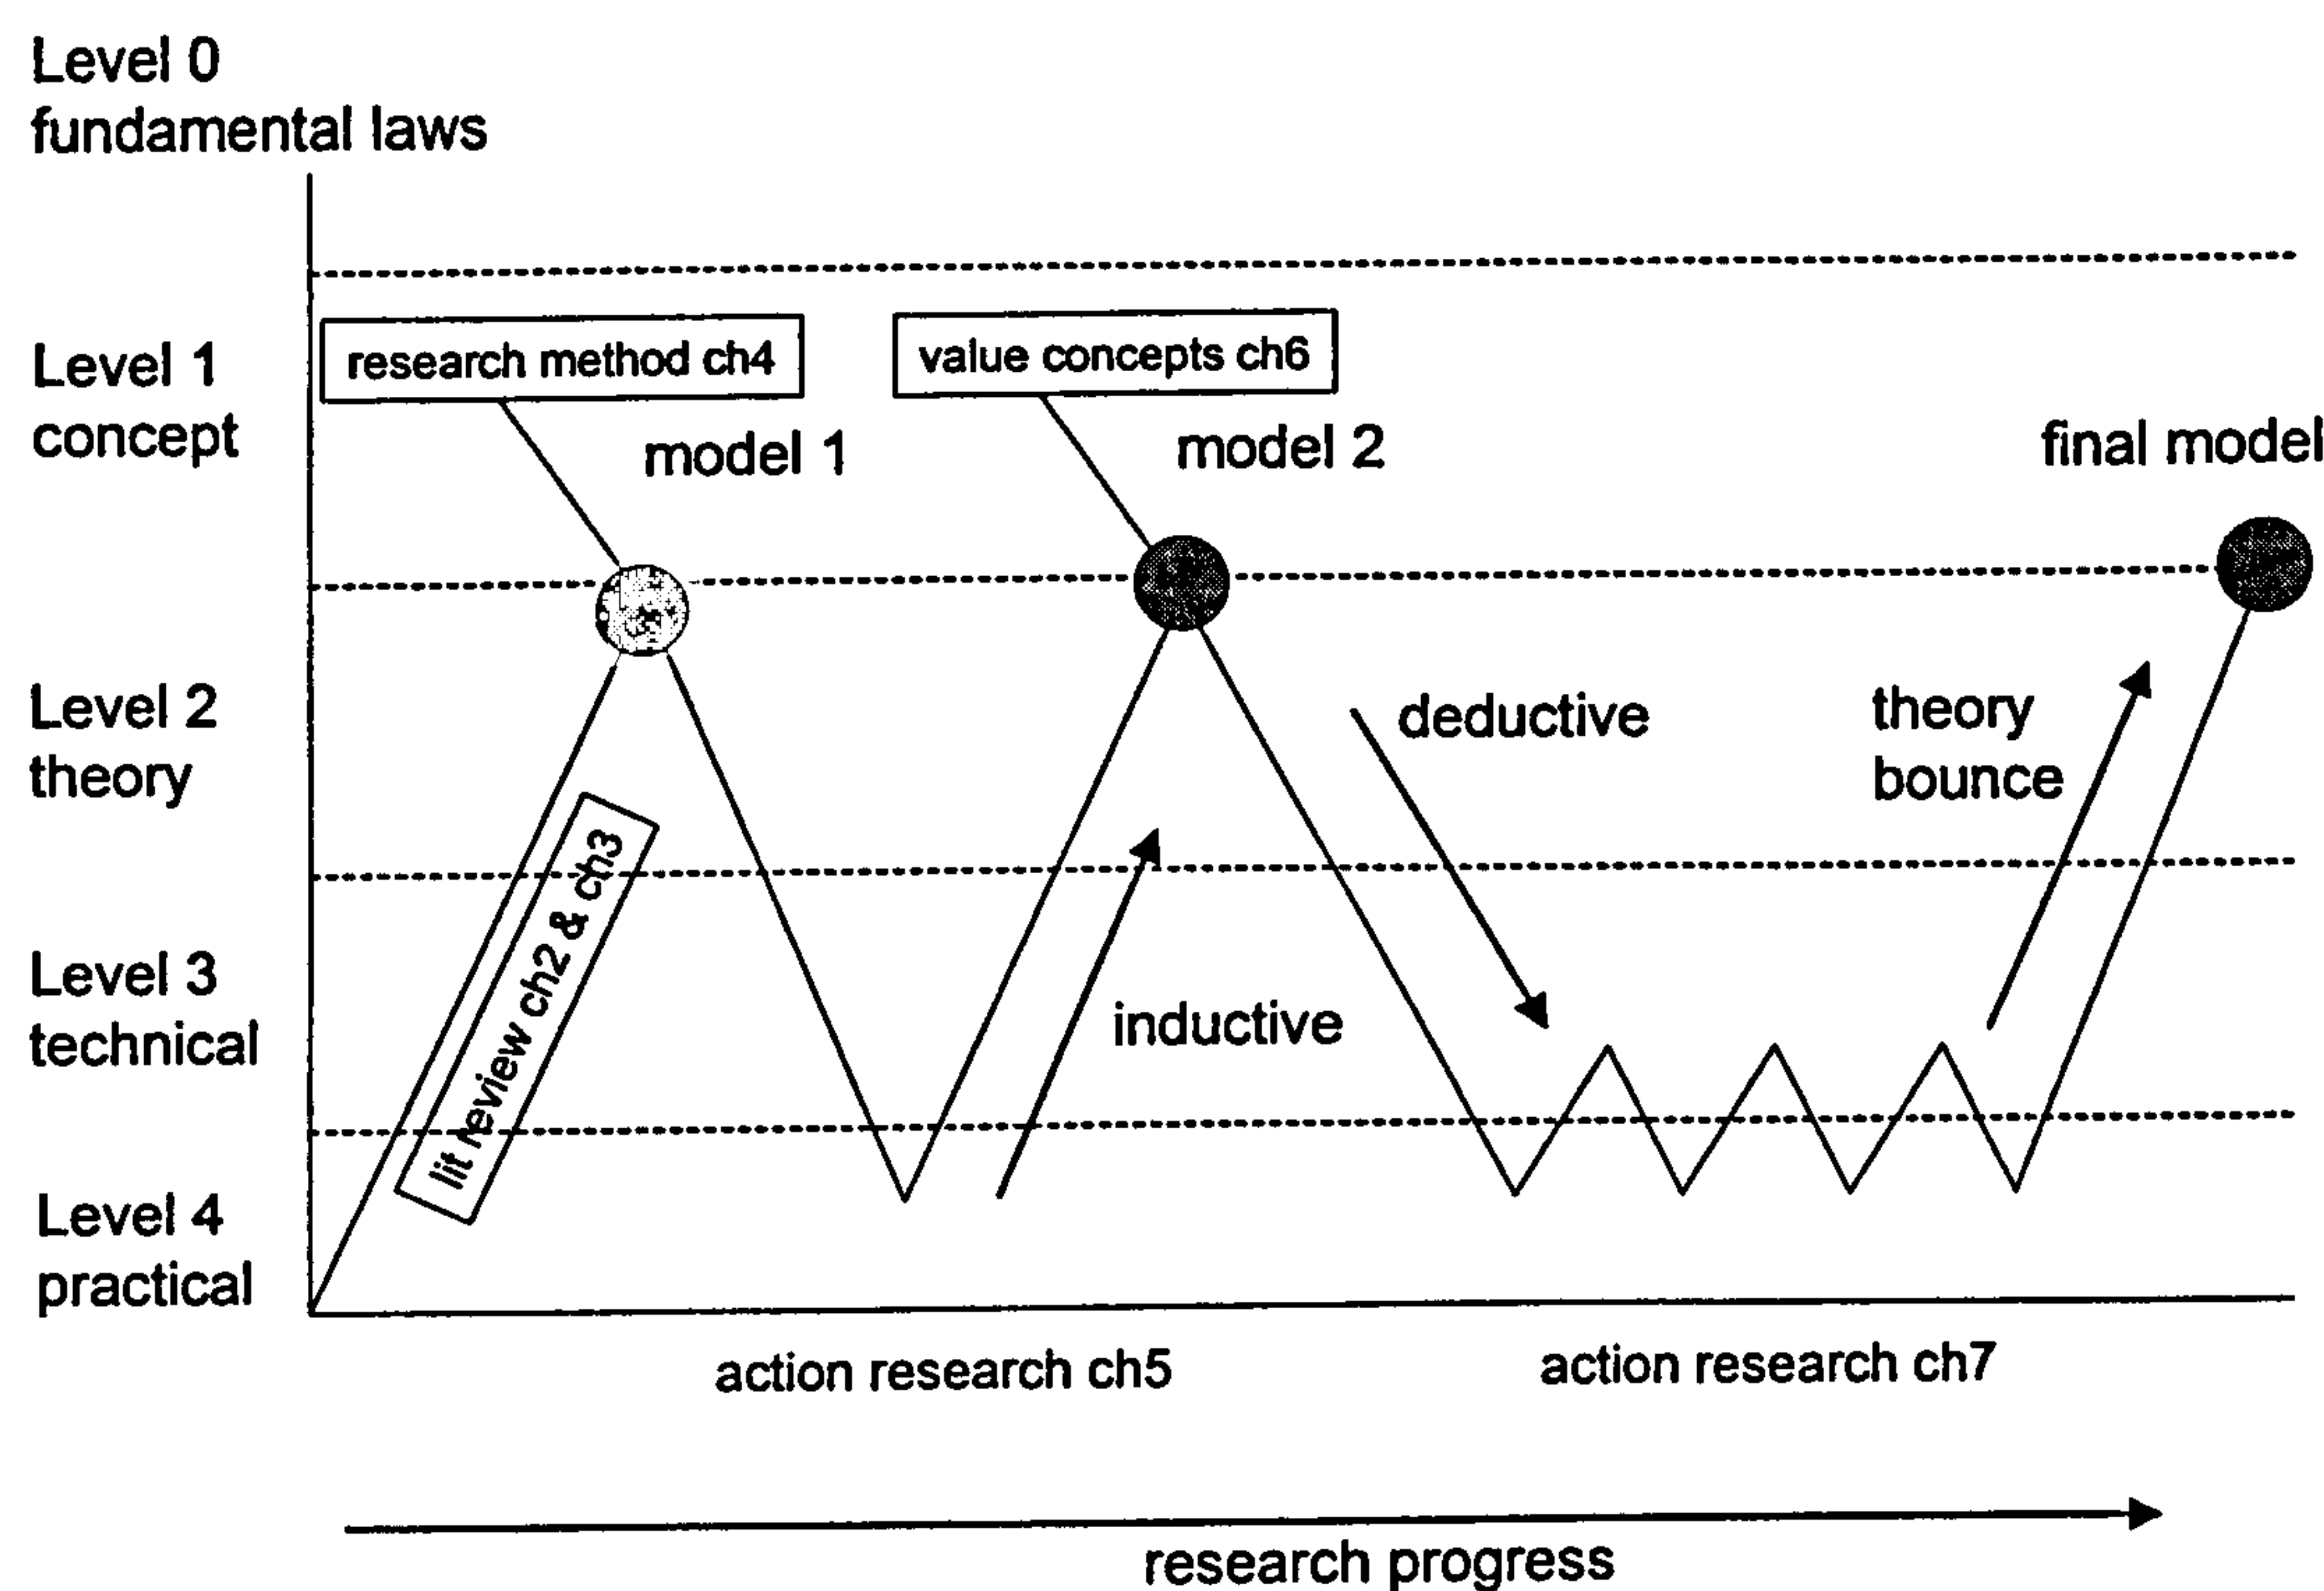 Level 0
fundamental laws
research method ch4
value concepts ch6
Level 1
concept
model 1
model 2
final model
Level 2
theory
deductive
theory
bounce
lit review ch2 & ch3
Level 3
technical
inductive
Level 4
practical
action research ch5
action research ch7
research progress